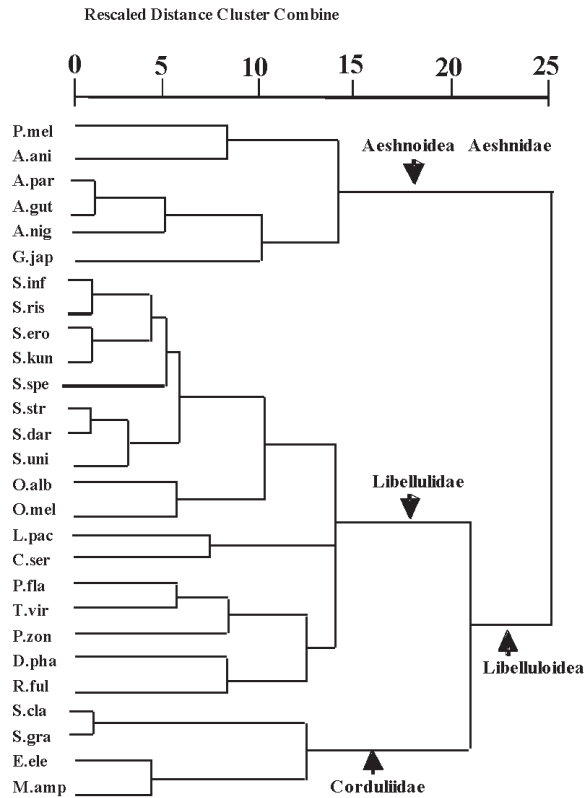 Rescaled Distance Cluster Combine
0 5 10 15 20 25
P.mel
A.ani
Aeshnoidea Aeshnidae
A.par
A.gut
A.nig
G.jap
S.inf
S.ris
S.ero
S.kun
S.spe
S.str
S.dar
S.uni
O.alb
Libellulidae
O.mel
L.pac
C.ser
P.fla
T.vir
P.zon
D.pha
Libelluloidea
R.ful
S.cla
S.gra
E.ele
M.amp
Corduliidae